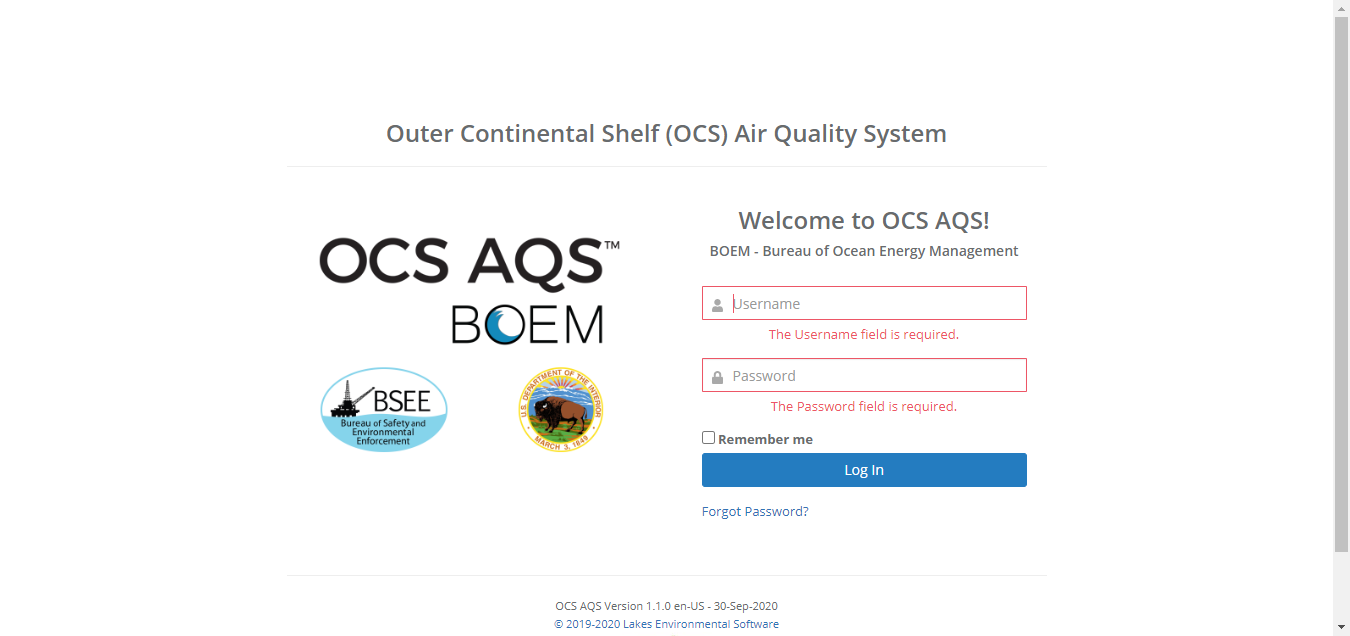 Outer Continental Shelf (OCS) Air Quality System
OCS AQS™
BOEM
BSEE
Bureau of Safety and
Environmental
Enforcement
U.S. DEPARTMENT OF THE INTERIOR
MARCH 3, 1849
Welcome to OCS AQS!
BOEM - Bureau of Ocean Energy Management
Username
The Username field is required.
Password
The Password field is required.
Remember me
Log In
Forgot Password?
OCS AQS Version 1.1.0 en-US - 30-Sep-2020
© 2019-2020 Lakes Environmental Software